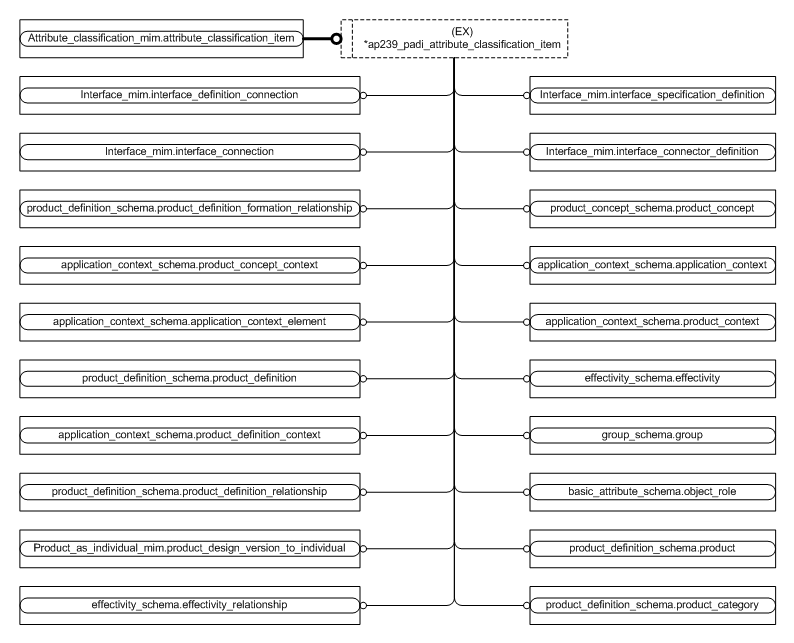 Attribute_classification_mim.attribute_classification_item
(EX)
*ap239_padi_attribute_classification_item
Interface_mim.interface_definition_connection
Interface_mim.interface_specification_definition
Interface_mim.interface_connection
Interface_mim.interface_connector_definition
product_definition_schema.product_definition_formation_relationship
product_concept_schema.product_concept
application_context_schema.product_concept_context
application_context_schema.application_context
application_context_schema.application_context_element
application_context_schema.product_context
product_definition_schema.product_definition
effectivity_schema.effectivity
application_context_schema.product_definition_context
group_schema.group
product_definition_schema.product_definition_relationship
basic_attribute_schema.object_role
Product_as_individual_mim.product_design_version_to_individual
product_definition_schema.product
effectivity_schema.effectivity_relationship
product_definition_schema.product_category